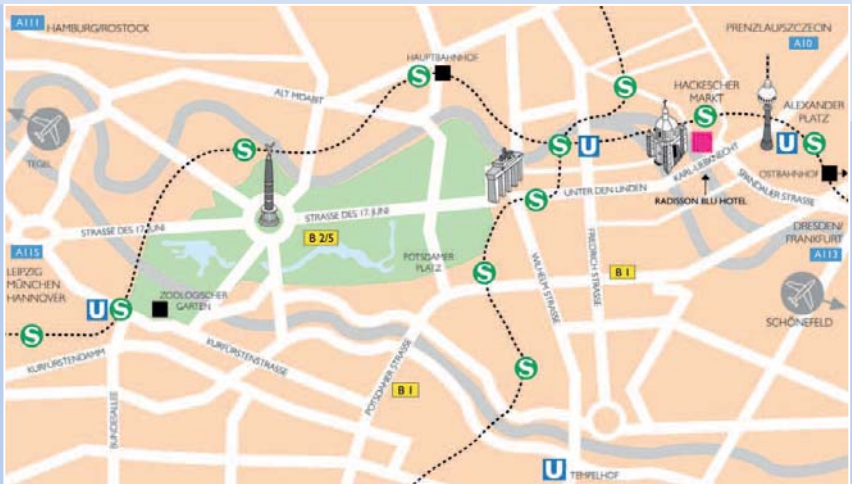 A111 HAMBURG/ROSTOCK
PRENZLAU/SZCZECIN
A10
HAUPTBAHNHOF
S
S
HACKESCHER
MARKT
S
ALT MOABIT
ALEXANDER
PLATZ
U
S
TEGEL
S
S
U
KARL-LIEBKNECHT
OSTBAHNHOF
SPANDAUER STRASSE
UNTER DEN LINDEN
S
RADISSON BLU HOTEL
STRASSE DES 17. JUNI
STRASSE DES 17. JUNI
B 2/5
DRESDEN/
FRANKFURT
A113
A115
LEIPZIG
MÜNCHEN
HANNOVER
POTSDAMER
PLATZ
S
WILHELM STRASSE
FRIEDRICH STRASSE
B 1
U
S
ZOOLOGISCHER
GARTEN
SCHÖNEFELD
S
KURFÜRSTENDAMM
KURFÜRSTENSTRASSE
POTSDAMER STRASSE
S
B 1
BUNDESALLEE
U
TEMPELHOF